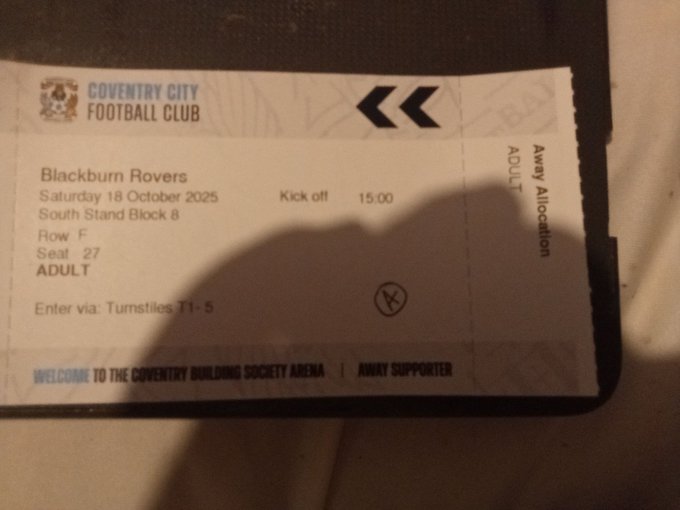 COVENTRY CITY
FOOTBALL CLUB
Blackburn Rovers
Saturday 18 October 2025 Kick off 15:00
South Stand Block 8
Row F
Seat 27
ADULT
Enter via: Turnstiles T1- 5
A
WELCOME TO THE COVENTRY BUILDING SOCIETY ARENA | AWAY SUPPORTER
Away Allocation
ADULT